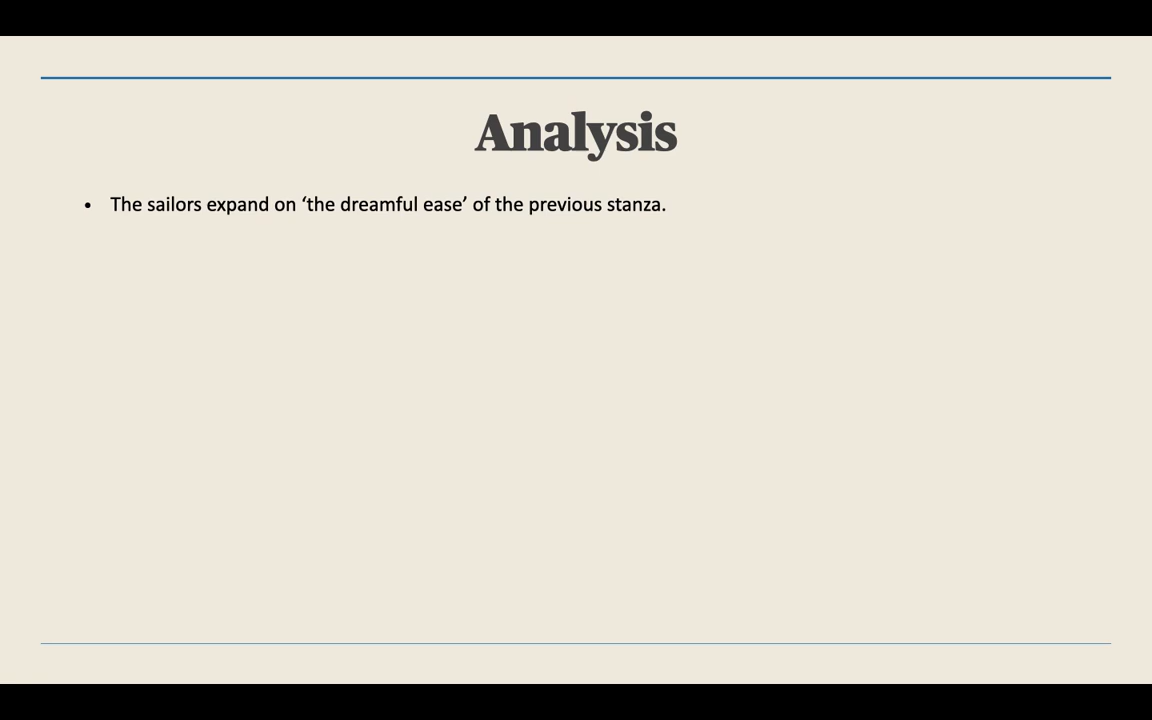 Analysis
• The sailors expand on ‘the dreamful ease’ of the previous stanza.